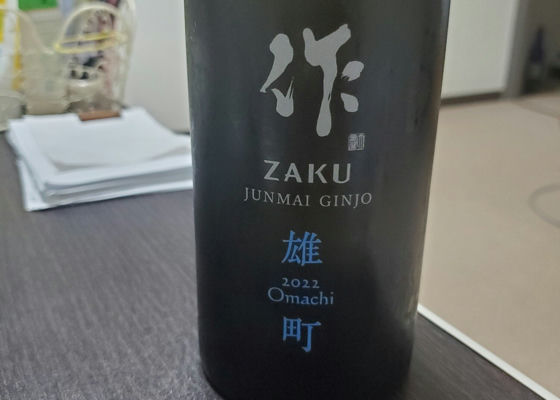 作
ZAKU
JUNMAI GINJO
雄
2022
Omachi
町